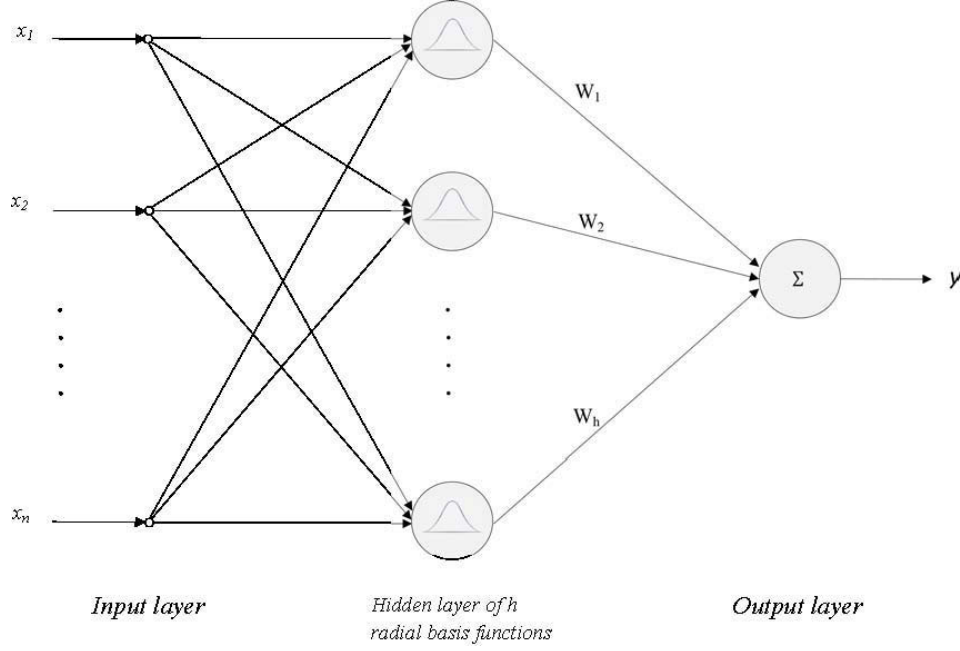 x1
W1
x2
W2
Σ
y
Wh
xn
Input layer
Hidden layer of h
radial basis functions
Output layer